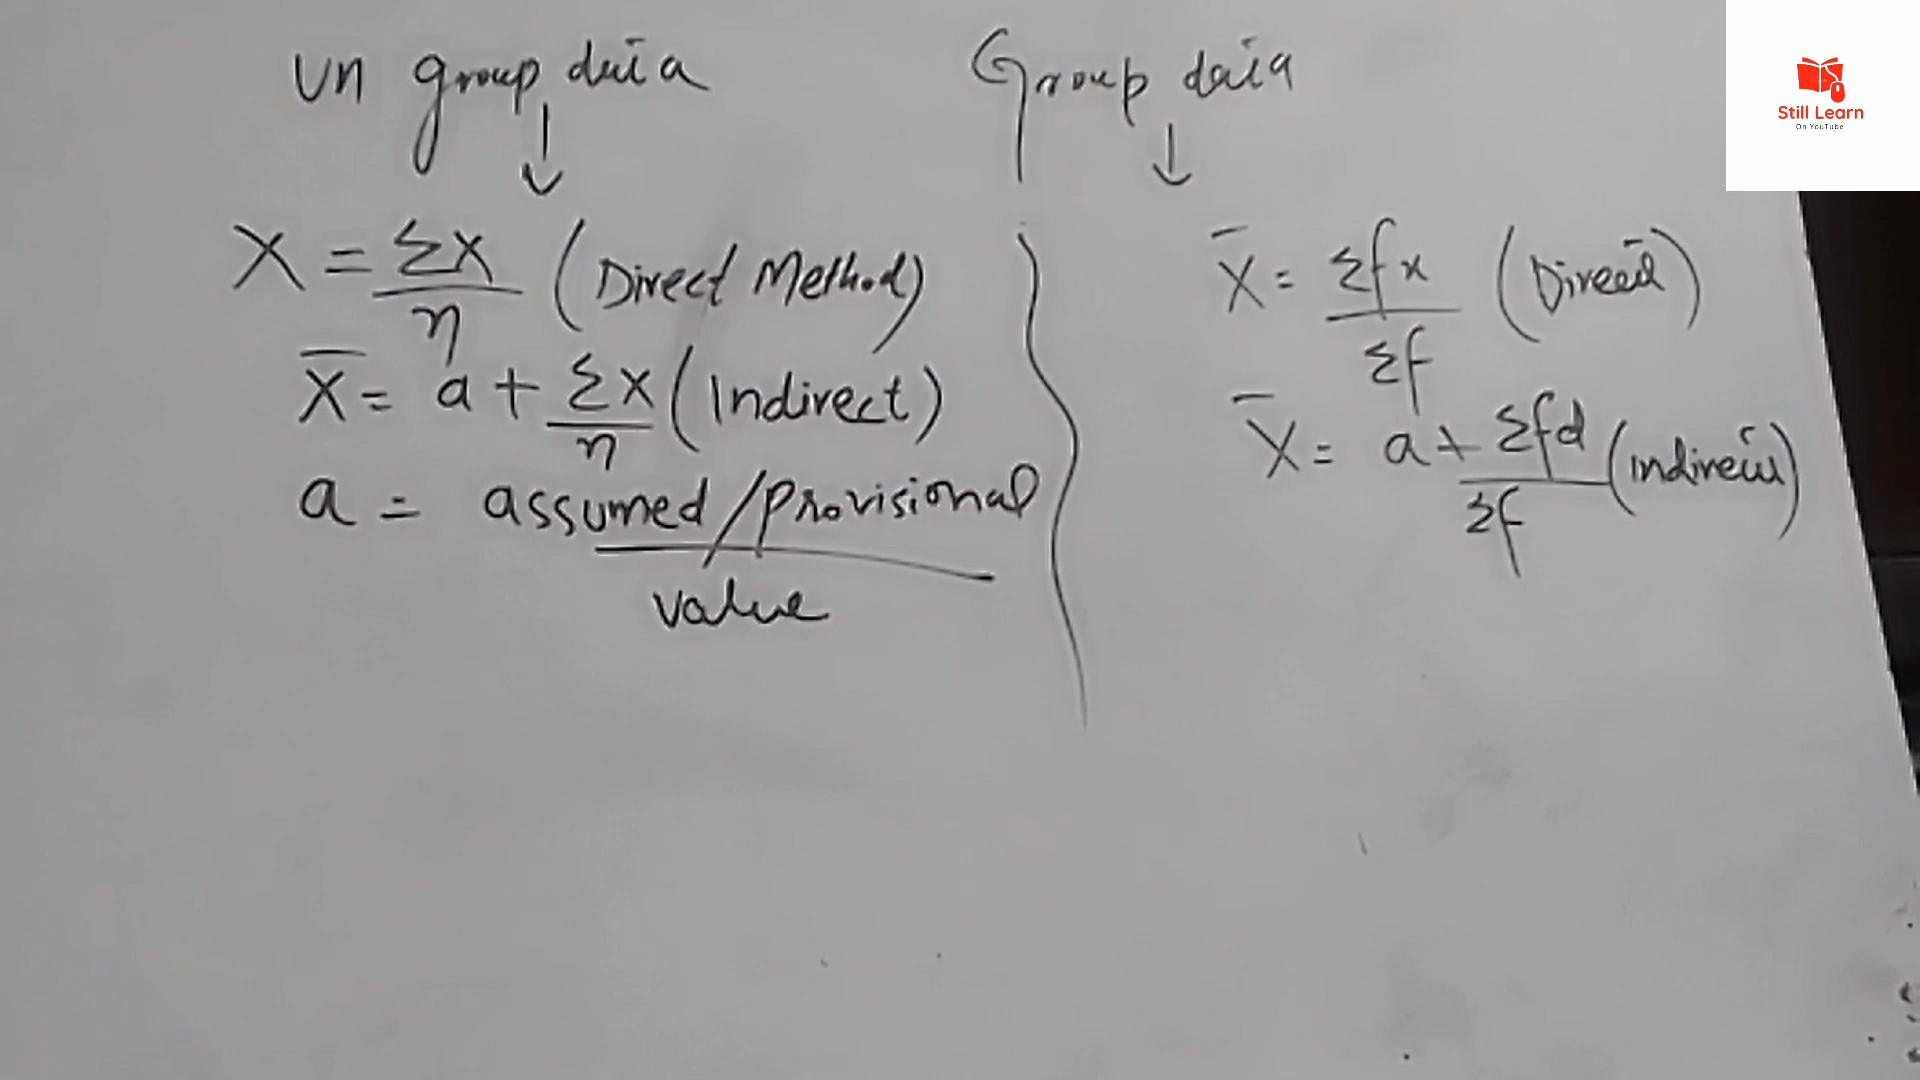 Un group data
X = Σx/n (Direct Method)
X̄ = a + Σx/n (Indirect)
a = assumed/provisional
value
Group data
X̄ = Σfx/Σf (Direct)
X̄ = a + Σfd/Σf (indirect)
Still Learn
On YouTube